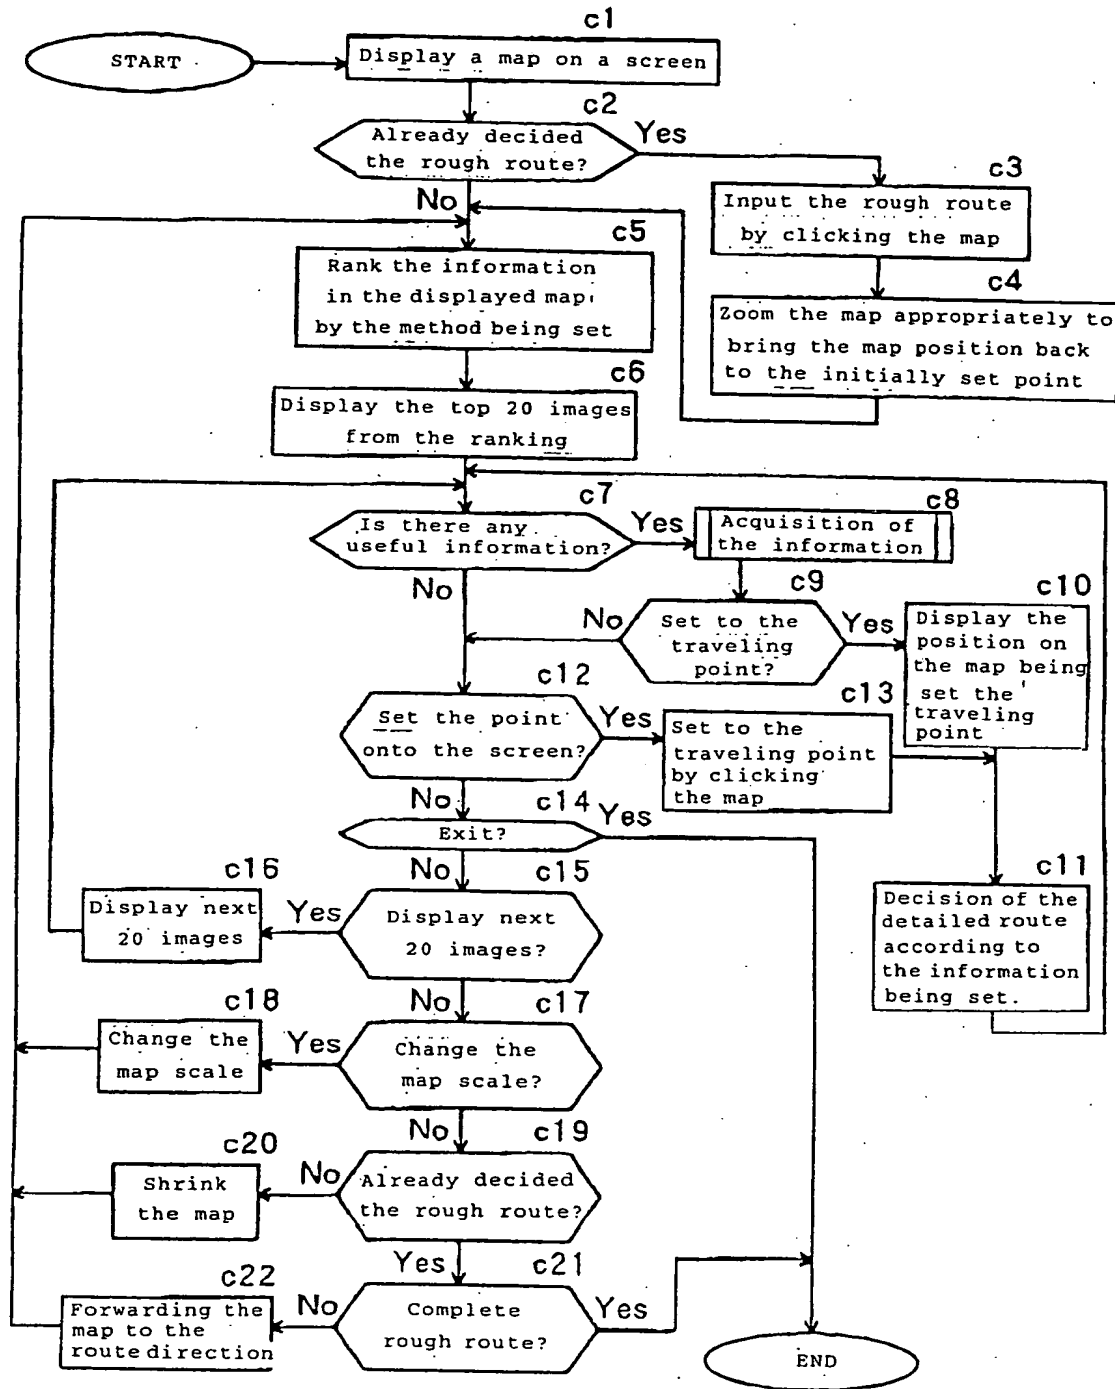 c1
START
Display a map on a screen
c2
Already decided
the rough route?
Yes
No
c3
Input the rough route
by clicking the map
c4
Zoom the map appropriately to
bring the map position back
to the initially set point
c5
Rank the information
in the displayed map
by the method being set
c6
Display the top 20 images
from the ranking
c7
Is there any
useful information?
Yes
No
c8
Acquisition of
the information
c9
Set to the
traveling
point?
No
Yes
c10
Display the
position on
the map being
set the
traveling
point
c12
Set the point
onto the screen?
Yes
No
c13
Set to the
traveling point
by clicking
the map
c14
Exit?
Yes
No
c11
Decision of the
detailed route
according to
the information
being set.
c15
Display next
20 images?
Yes
No
c16
Display next
20 images
c17
Change the
map scale?
Yes
No
c18
Change the
map scale
c19
Already decided
the rough route?
No
Yes
c20
Shrink
the map
c21
Complete
rough route?
No
Yes
c22
Forwarding the
map to the
route direction
END